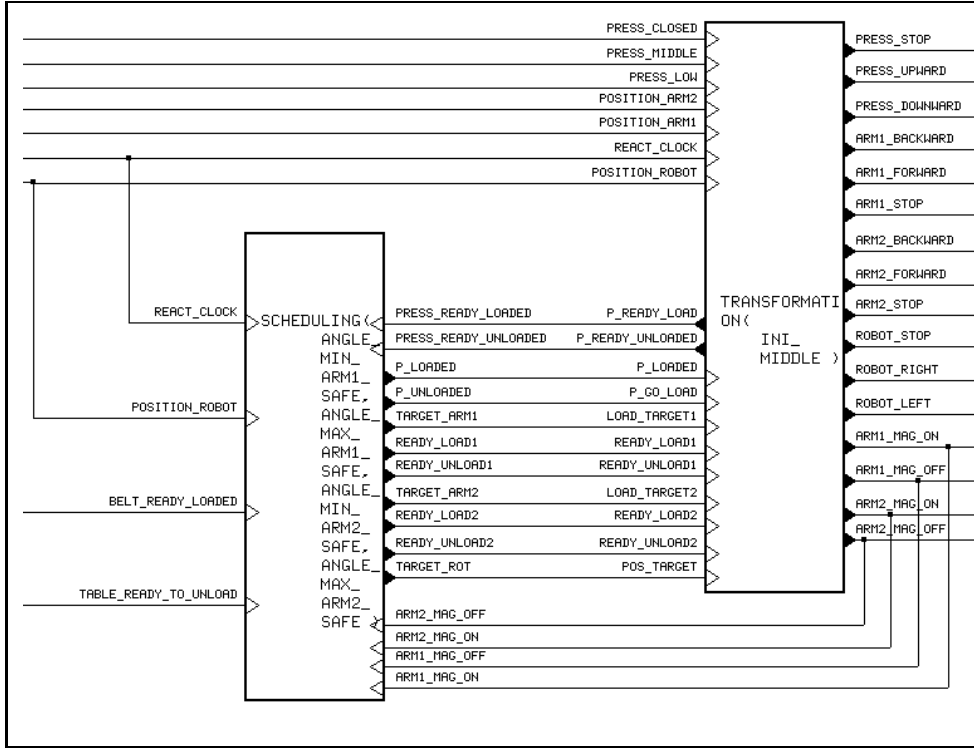 PRESS_CLOSED
PRESS_MIDDLE
PRESS_LOW
POSITION_ARM2
POSITION_ARM1
REACT_CLOCK
POSITION_ROBOT
PRESS_STOP
PRESS_UPWARD
PRESS_DOWNWARD
ARM1_BACKWARD
ARM1_FORWARD
ARM1_STOP
ARM2_BACKWARD
ARM2_FORWARD
ARM2_STOP
ROBOT_STOP
ROBOT_RIGHT
ROBOT_LEFT
ARM1_MAG_ON
ARM1_MAG_OFF
ARM2_MAG_ON
ARM2_MAG_OFF
TRANSFORMATI
ON(
INI_
MIDDLE )
REACT_CLOCK
POSITION_ROBOT
BELT_READY_LOADED
TABLE_READY_TO_UNLOAD
SCHEDULING(
ANGLE_
MIN_
ARM1_
SAFE,
ANGLE_
MAX_
ARM1_
SAFE,
ANGLE_
MIN_
ARM2_
SAFE,
ANGLE_
MAX_
ARM2_
SAFE )
PRESS_READY_LOADED P_READY_LOAD
PRESS_READY_UNLOADED P_READY_UNLOADED
P_LOADED P_LOADED
P_UNLOADED P_GO_LOAD
TARGET_ARM1 LOAD_TARGET1
READY_LOAD1 READY_LOAD1
READY_UNLOAD1 READY_UNLOAD1
TARGET_ARM2 LOAD_TARGET2
READY_LOAD2 READY_LOAD2
READY_UNLOAD2 READY_UNLOAD2
TARGET_ROT POS_TARGET
ARM2_MAG_OFF
ARM2_MAG_ON
ARM1_MAG_OFF
ARM1_MAG_ON